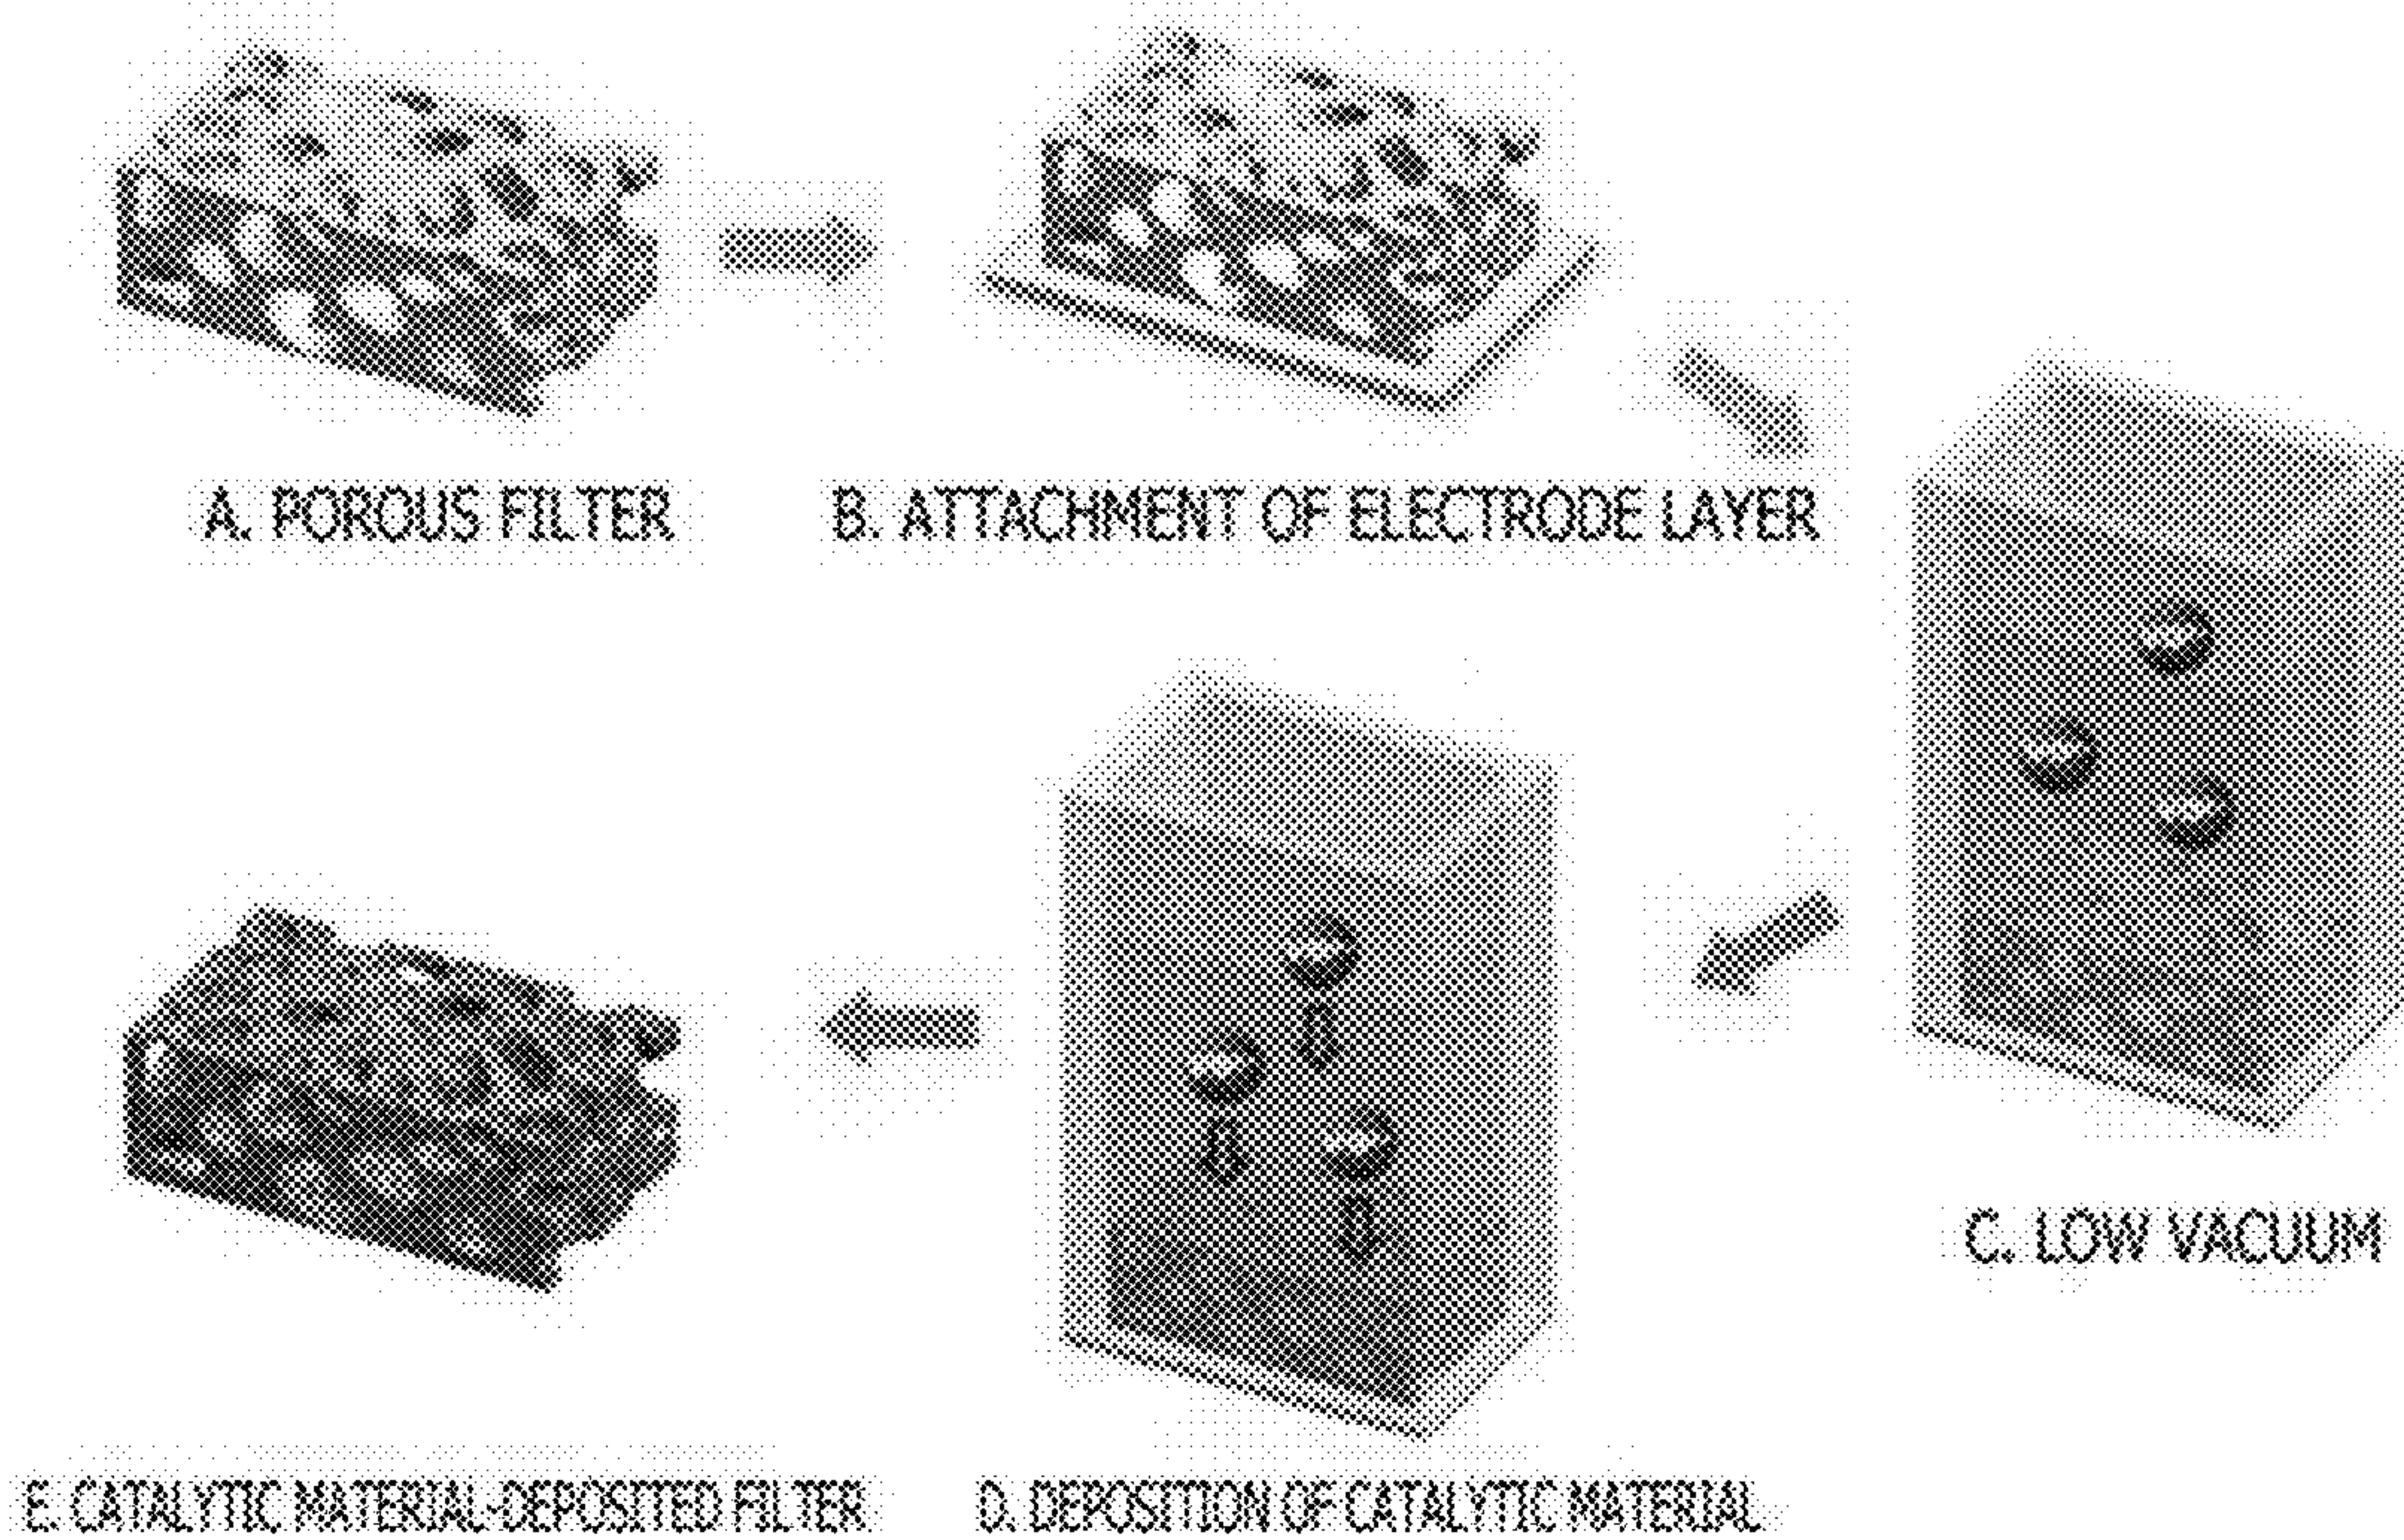 A. POROUS FILTER
B. ATTACHMENT OF ELECTRODE LAYER
C. LOW VACUUM
D. DEPOSITION OF CATALYTIC MATERIAL
E. CATALYTIC MATERIAL-DEPOSITED FILTER